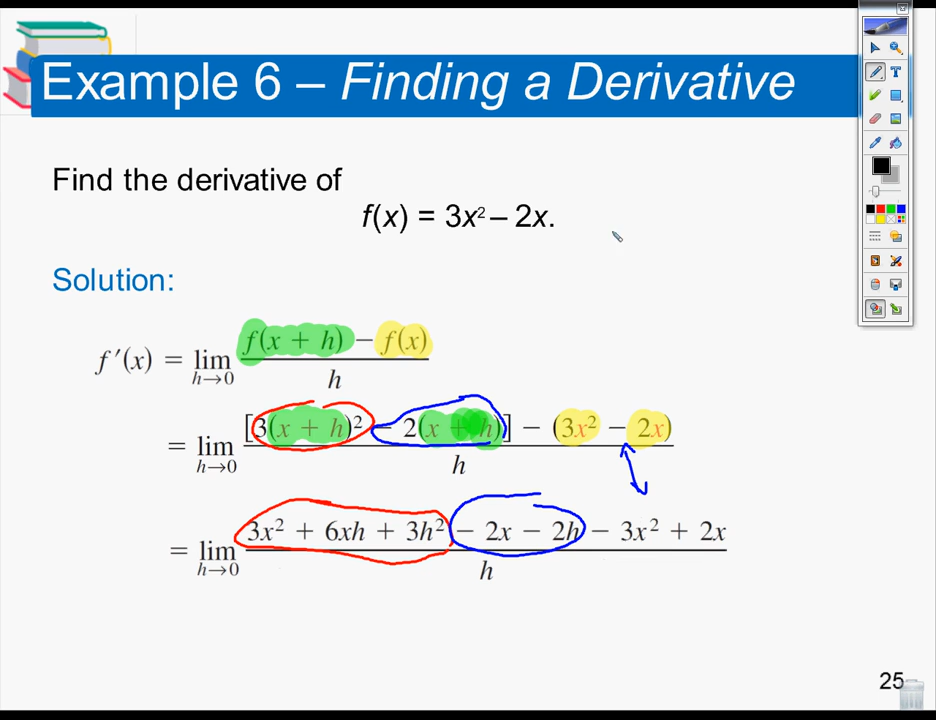 Example 6 – Finding a Derivative
Find the derivative of
f(x) = 3x² – 2x.
Solution:
f′(x) = lim h→0 f(x + h) − f(x) / h
= lim h→0 [3(x + h)² − 2(x + h)] − (3x² − 2x) / h
= lim h→0 3x² + 6xh + 3h² − 2x − 2h − 3x² + 2x / h
25